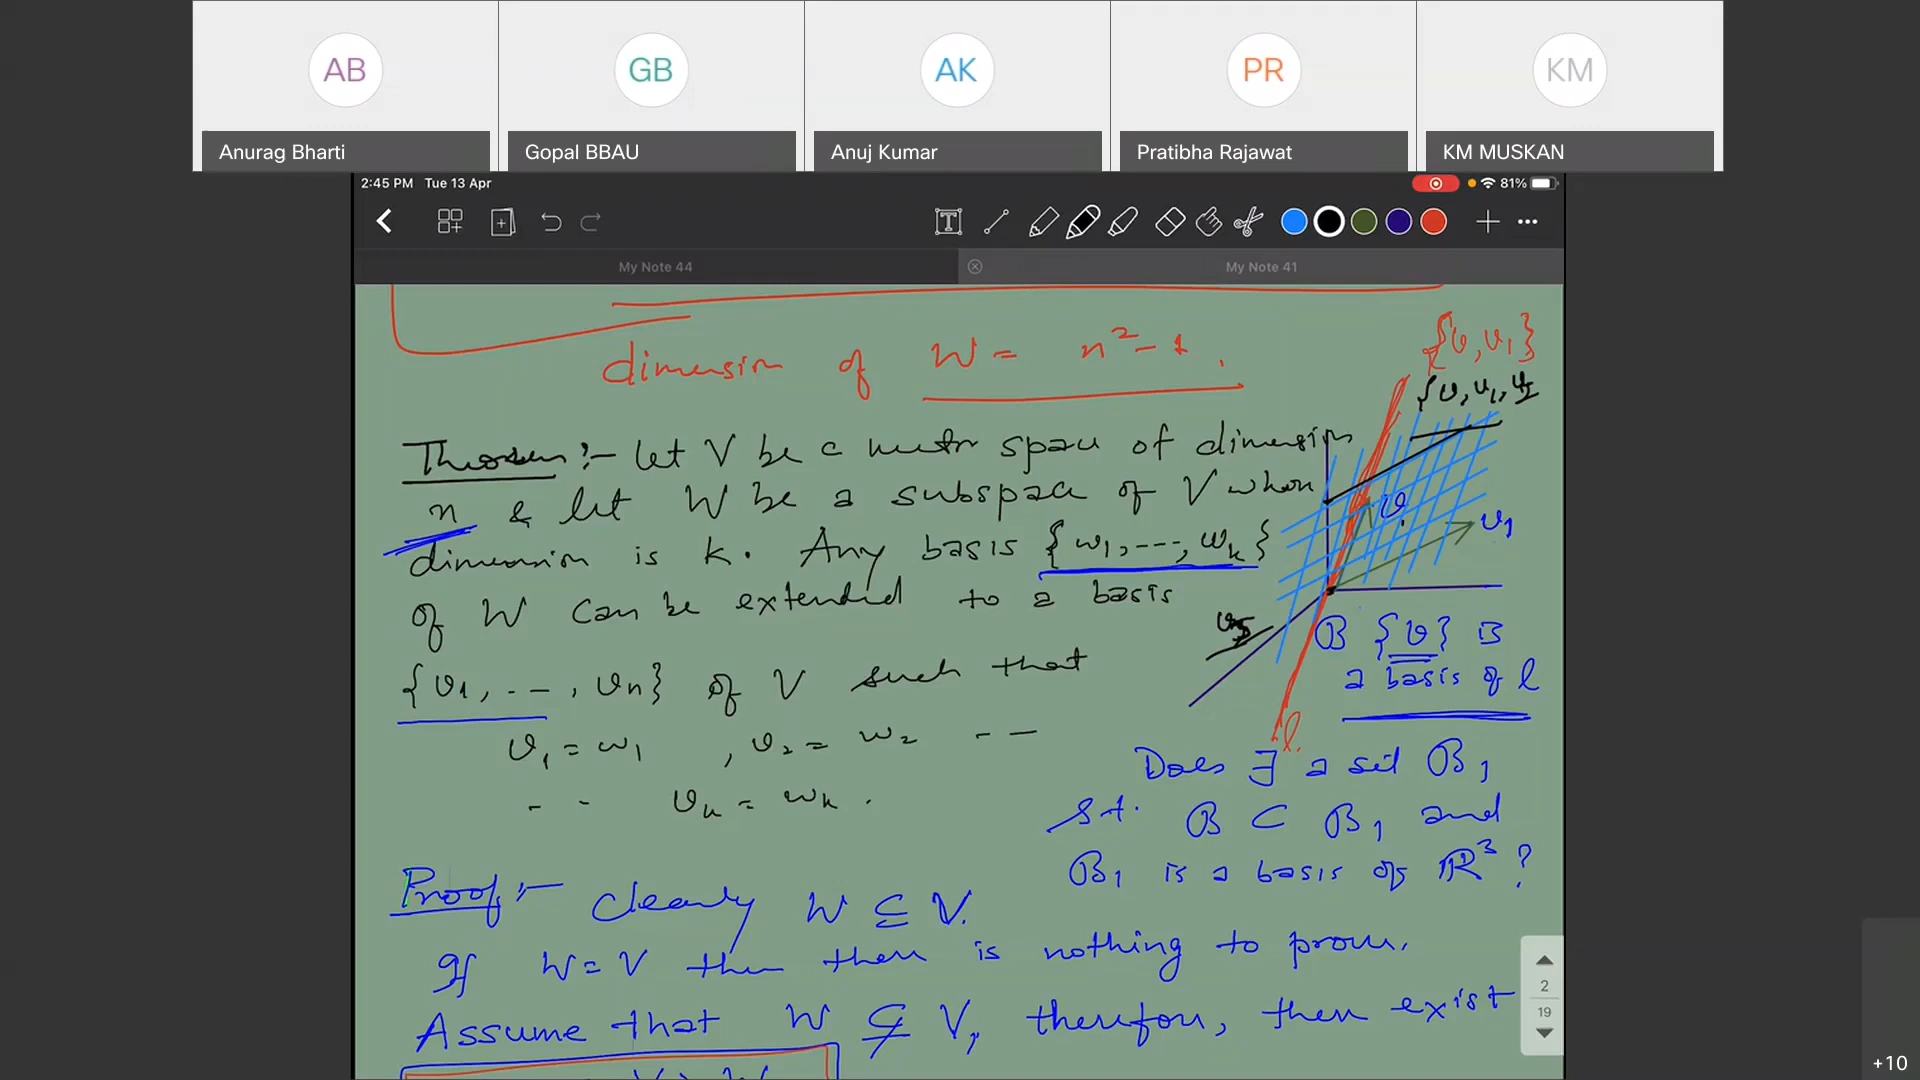 AB GB AK PR KM
Anurag Bharti Gopal BBAU Anuj Kumar Pratibha Rajawat KM MUSKAN
2:45 PM Tue 13 Apr 81%
My Note 44 My Note 41
dimension of W = n² - 1.
{v, v₁}
{v, v₁, v₂
Theorem :- Let V be a vector space of dimension
n & let W be a subspace of V whose
dimension is k. Any basis {w₁, ---, wₖ}
of W can be extended to a basis
{v₁, - --, vₙ} of V such that
v₁ = w₁ , v₂ = w₂ - —
- - vₖ = wₖ .
v
v₁
B {v} is
a basis of l
l
Does ∃ a set B₁
s.t. B ⊂ B₁ and
B₁ is a basis of ℝ³ ?
Proof :- Clearly W ⊆ V.
If W = V then there is nothing to prove.
Assume that W ⊊ V, therefore, there exist
2
19
+10